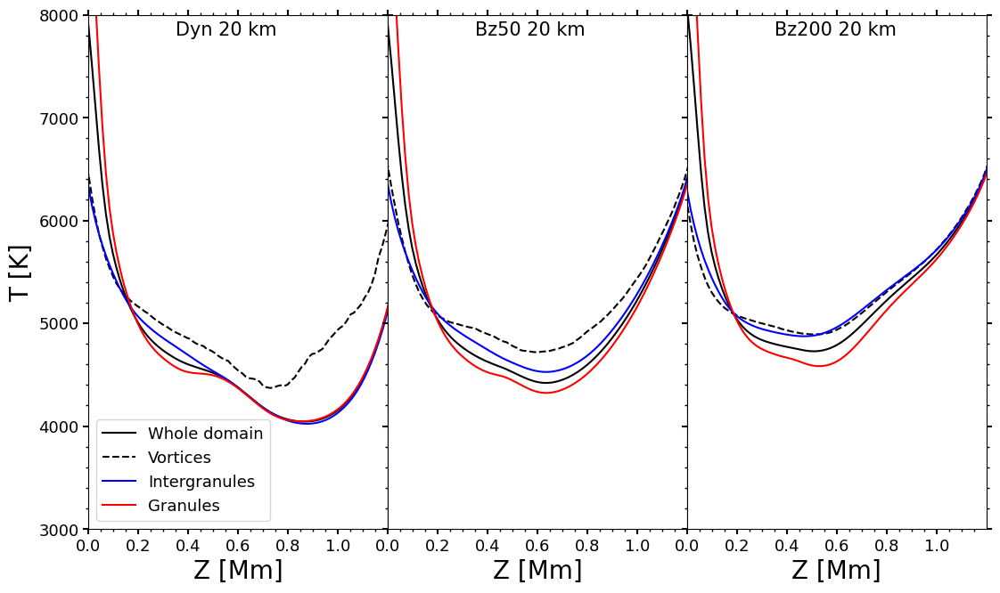 Dyn 20 km
Bz50 20 km
Bz200 20 km
8000
7000
6000
5000
4000
3000
T [K]
Whole domain
Vortices
Intergranules
Granules
0.0 0.2 0.4 0.6 0.8 1.0
0.0 0.2 0.4 0.6 0.8 1.0
0.0 0.2 0.4 0.6 0.8 1.0
Z [Mm]
Z [Mm]
Z [Mm]